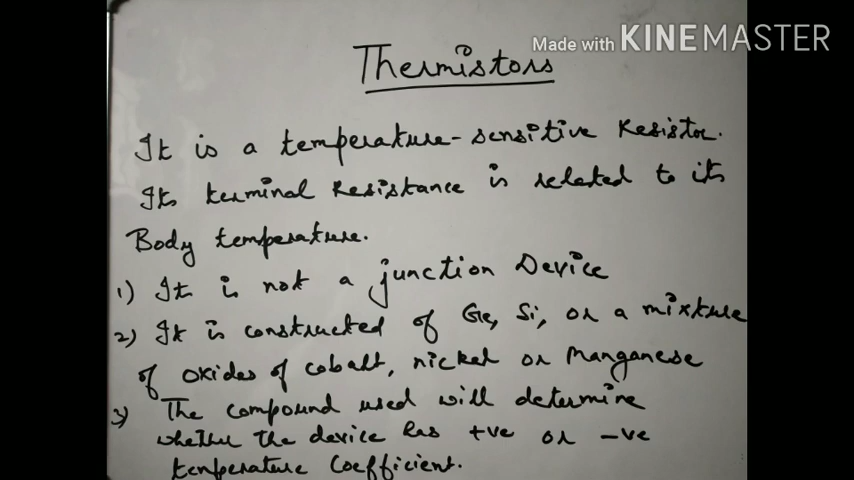 Made with KINEMASTER
Thermistors
It is a temperature-sensitive Resistor.
Its terminal Resistance is related to its
Body temperature.
1) It is not a junction Device
2) It is constructed of Ge, Si, or a mixture
of oxides of cobalt, nickel or Manganese
3) The compound used will determine
whether the device has +ve or -ve
temperature coefficient.